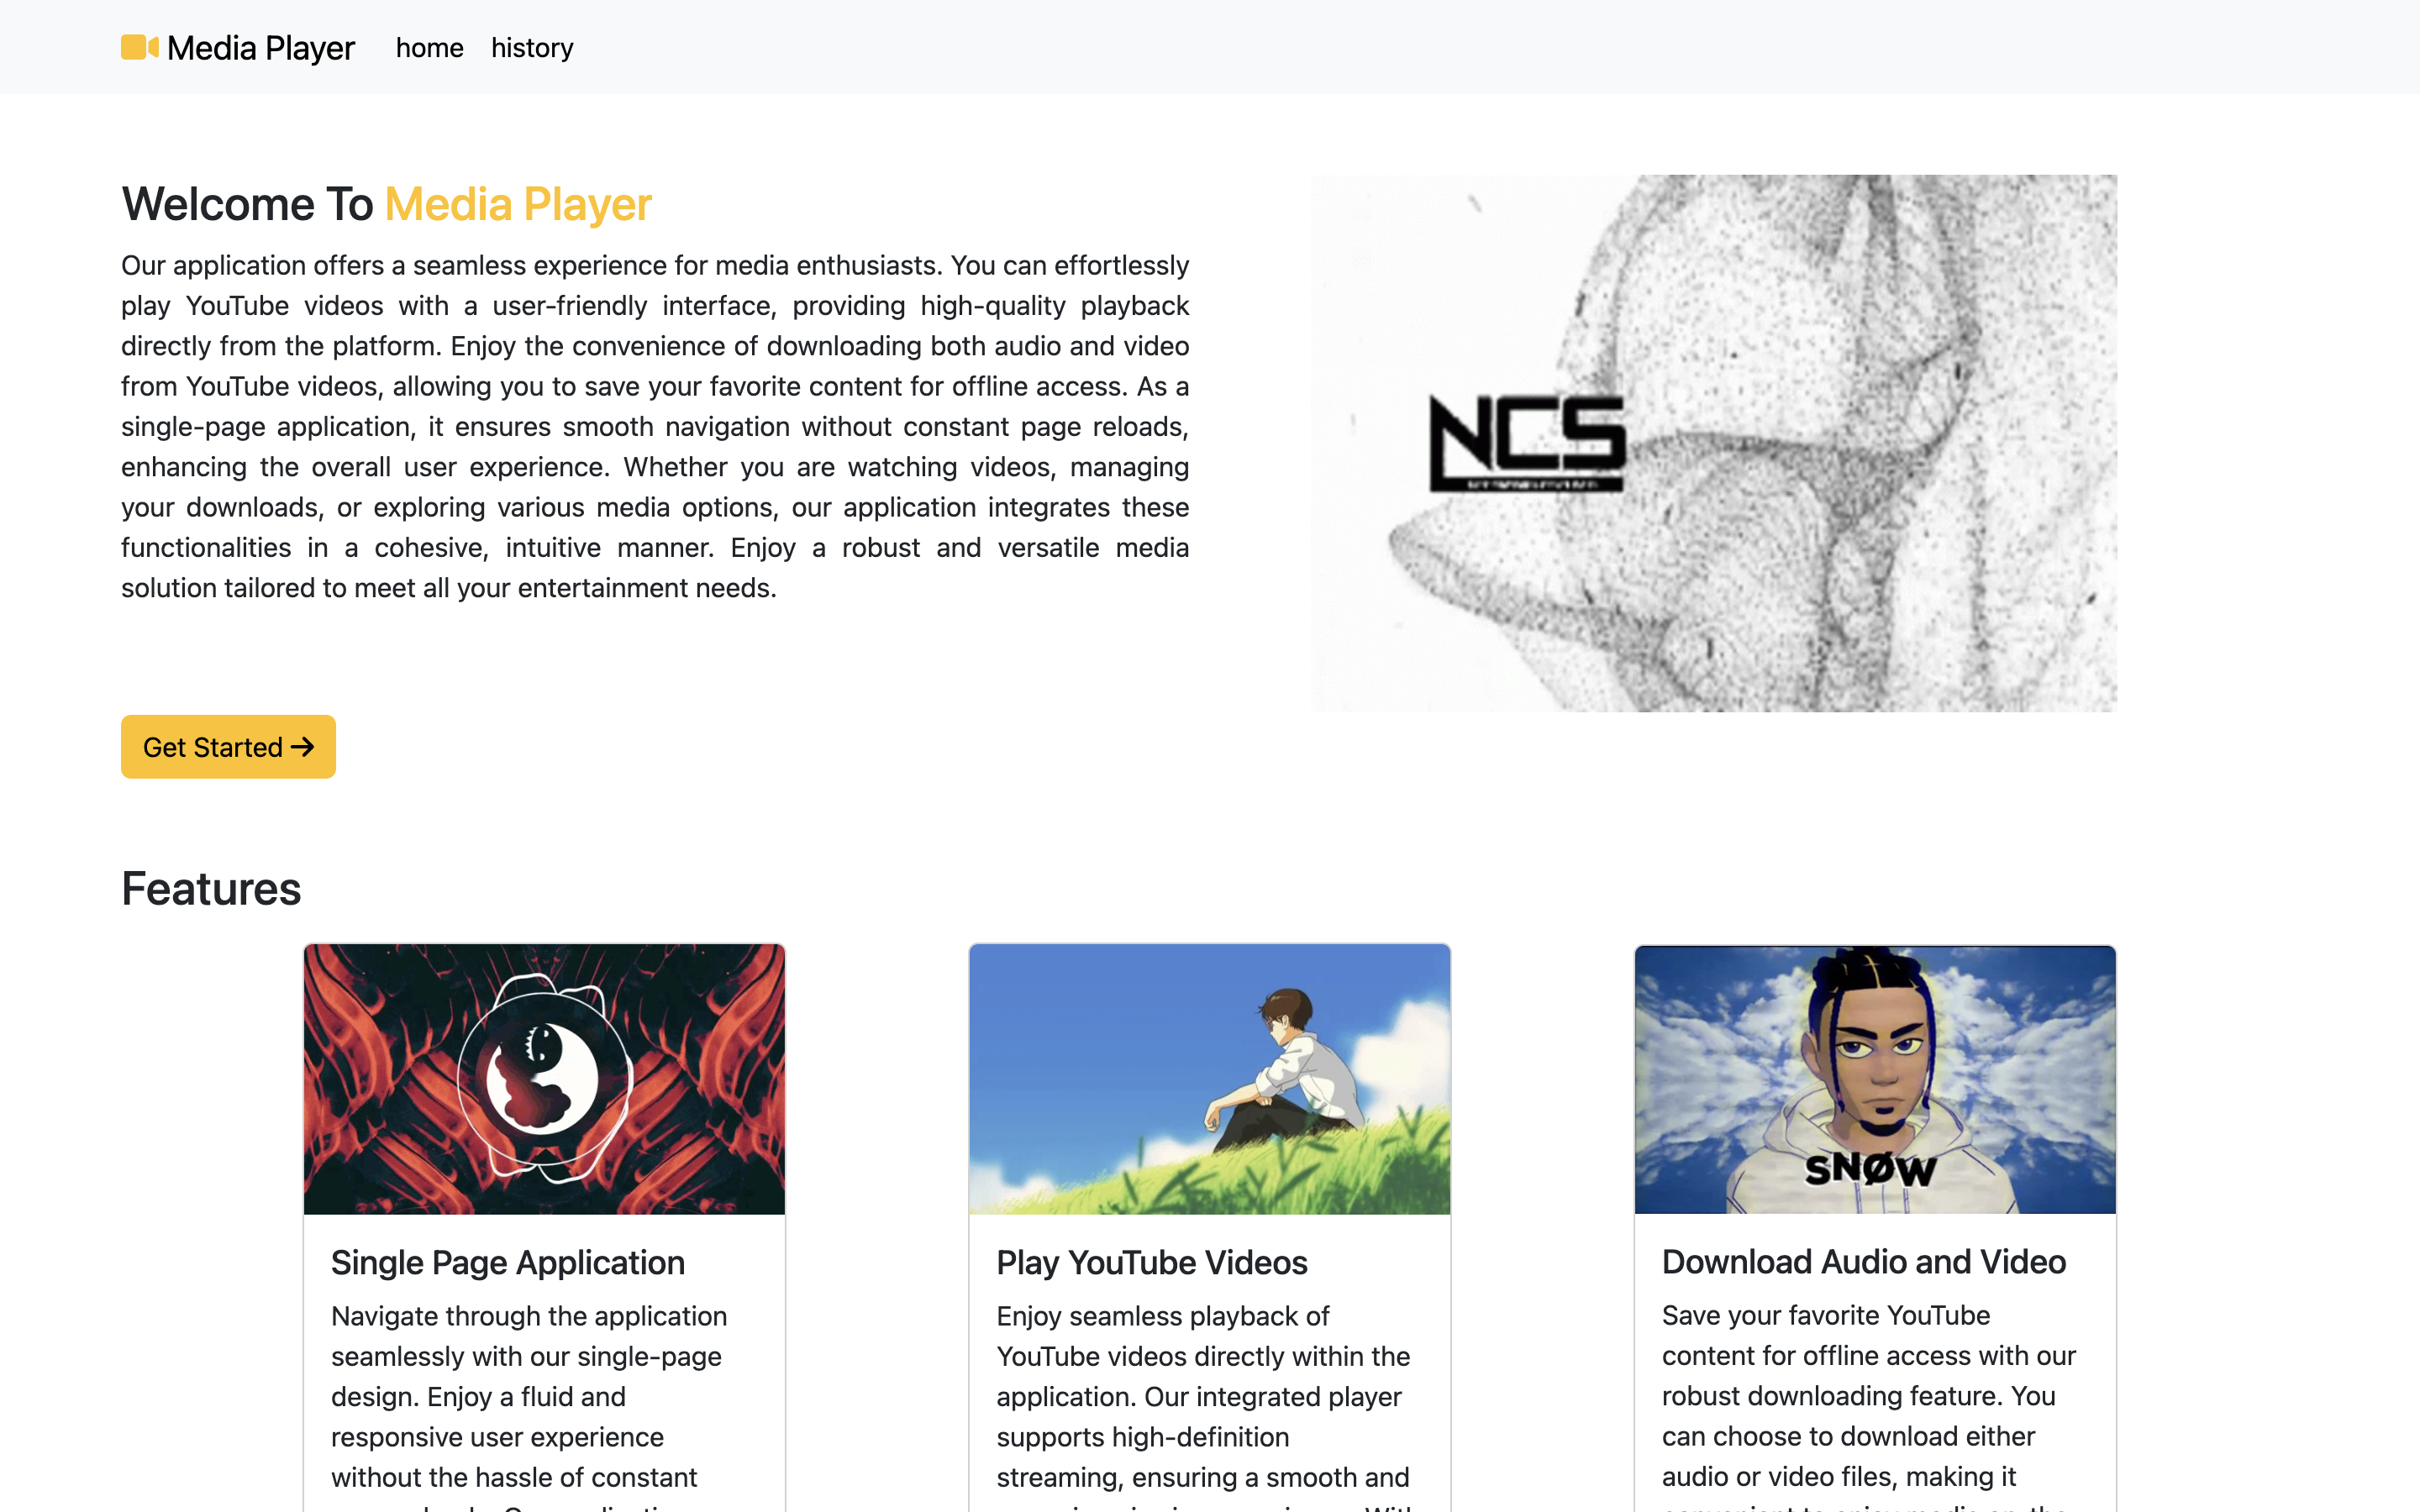 Media Player home history
Welcome To Media Player
Our application offers a seamless experience for media enthusiasts. You can effortlessly
play YouTube videos with a user-friendly interface, providing high-quality playback
directly from the platform. Enjoy the convenience of downloading both audio and video
from YouTube videos, allowing you to save your favorite content for offline access. As a
single-page application, it ensures smooth navigation without constant page reloads,
enhancing the overall user experience. Whether you are watching videos, managing
your downloads, or exploring various media options, our application integrates these
functionalities in a cohesive, intuitive manner. Enjoy a robust and versatile media
solution tailored to meet all your entertainment needs.
NCS
Get Started
Features
Single Page Application
Navigate through the application
seamlessly with our single-page
design. Enjoy a fluid and
responsive user experience
without the hassle of constant
Play YouTube Videos
Enjoy seamless playback of
YouTube videos directly within the
application. Our integrated player
supports high-definition
streaming, ensuring a smooth and
SNØW
Download Audio and Video
Save your favorite YouTube
content for offline access with our
robust downloading feature. You
can choose to download either
audio or video files, making it